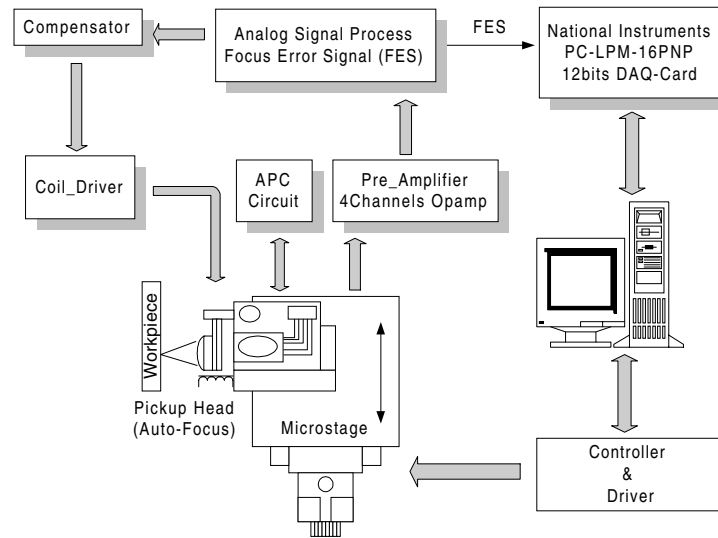 Compensator
Analog Signal Process
Focus Error Signal (FES)
FES
National Instruments
PC-LPM-16PNP
12bits DAQ-Card
Coil_Driver
APC
Circuit
Pre_Amplifier
4Channels Opamp
Workpiece
Pickup Head
(Auto-Focus)
Microstage
Controller
&
Driver